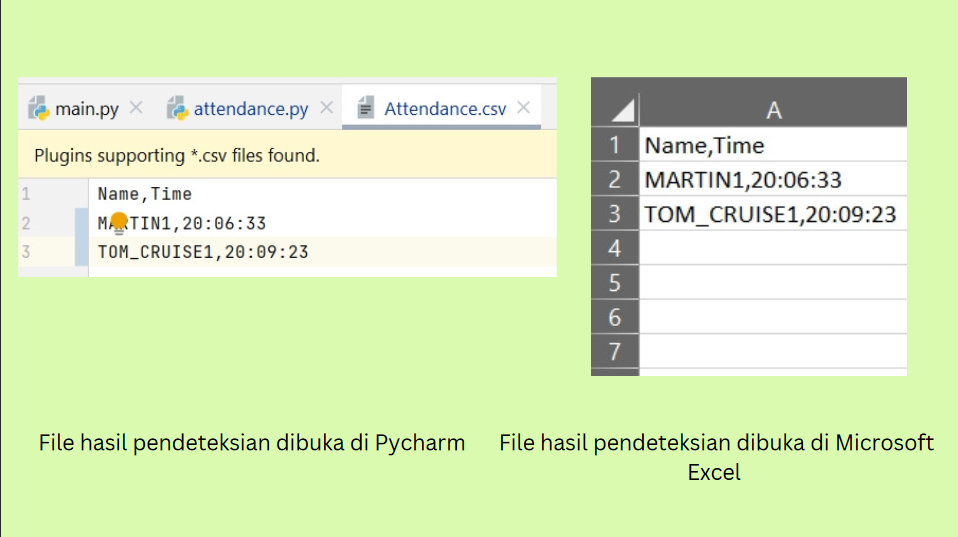 main.py
attendance.py
Attendance.csv
Plugins supporting *.csv files found.
1 Name,Time
2 MARTIN1,20:06:33
3 TOM_CRUISE1,20:09:23
A
1 Name,Time
2 MARTIN1,20:06:33
3 TOM_CRUISE1,20:09:23
4
5
6
7
File hasil pendeteksian dibuka di Pycharm
File hasil pendeteksian dibuka di Microsoft
Excel